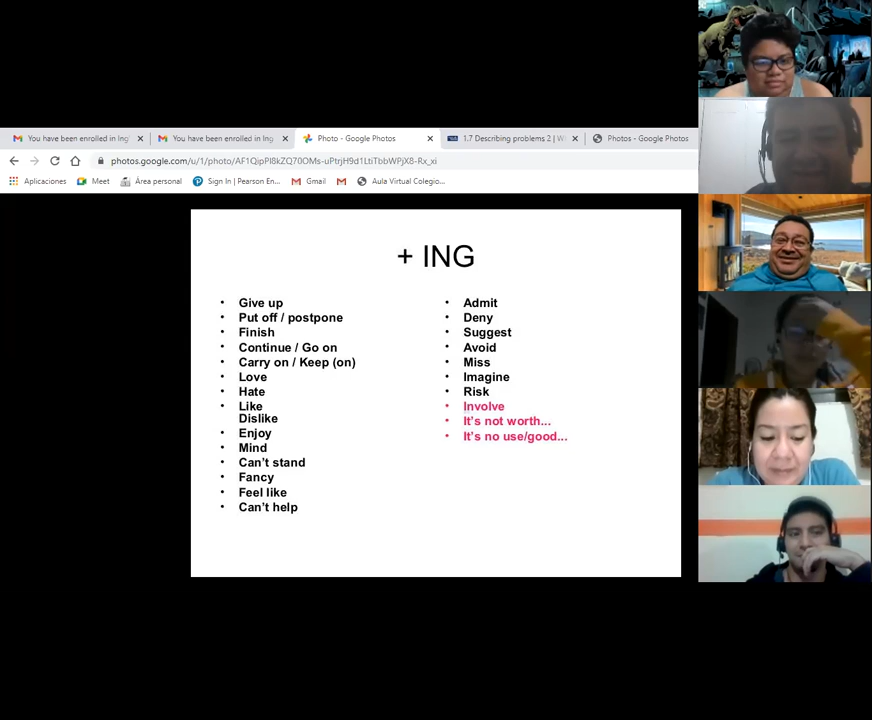 You have been enrolled in Ing
You have been enrolled in Ing
Photo - Google Photos
1.7 Describing problems 2 | W
Photos - Google Photos
photos.google.com/u/1/photo/AF1QipPl8kZQ70OMs-uPtrjH9d1LtiTbbWPjX8-Rx_xi
Aplicaciones
Meet
Área personal
Sign In | Pearson En...
Gmail
Aula Virtual Colegio...
+ ING
• Give up
• Put off / postpone
• Finish
• Continue / Go on
• Carry on / Keep (on)
• Love
• Hate
• Like
Dislike
• Enjoy
• Mind
• Can't stand
• Fancy
• Feel like
• Can't help
• Admit
• Deny
• Suggest
• Avoid
• Miss
• Imagine
• Risk
• Involve
• It's not worth...
• It's no use/good...